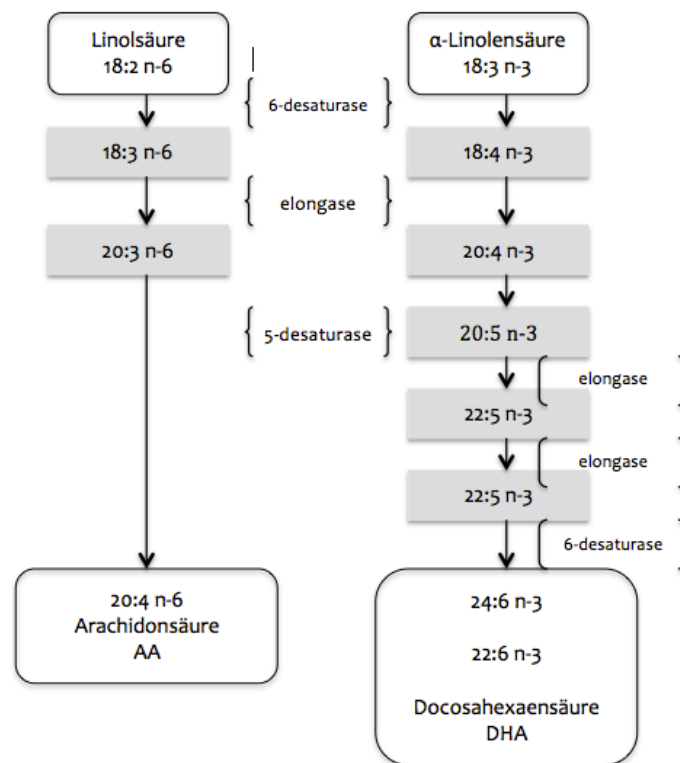 Linolsäure
18:2 n-6
α-Linolensäure
18:3 n-3
6-desaturase
18:3 n-6
18:4 n-3
elongase
20:3 n-6
20:4 n-3
5-desaturase
20:5 n-3
elongase
22:5 n-3
elongase
22:5 n-3
6-desaturase
20:4 n-6
Arachidonsäure
AA
24:6 n-3
22:6 n-3
Docosahexaensäure
DHA